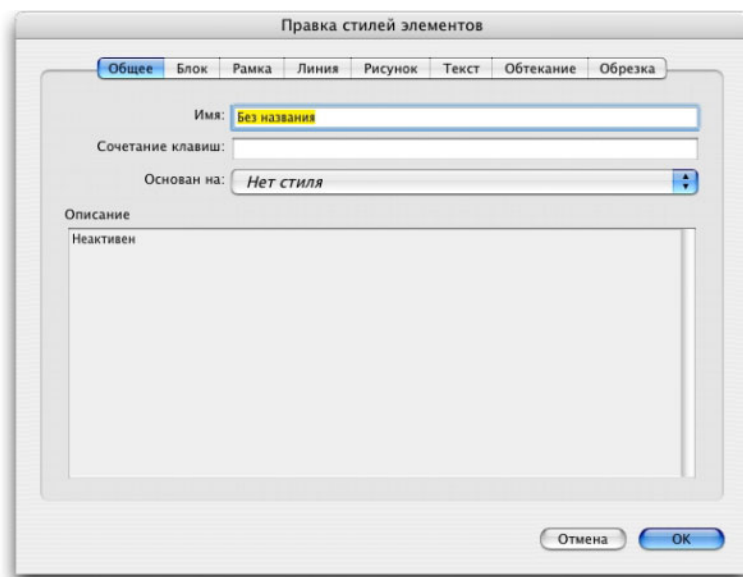 Правка стилей элементов
Общее Блок Рамка Линия Рисунок Текст Обтекание Обрезка
Имя: Без названия
Сочетание клавиш:
Основан на: Нет стиля
Описание
Неактивен
Отмена OK